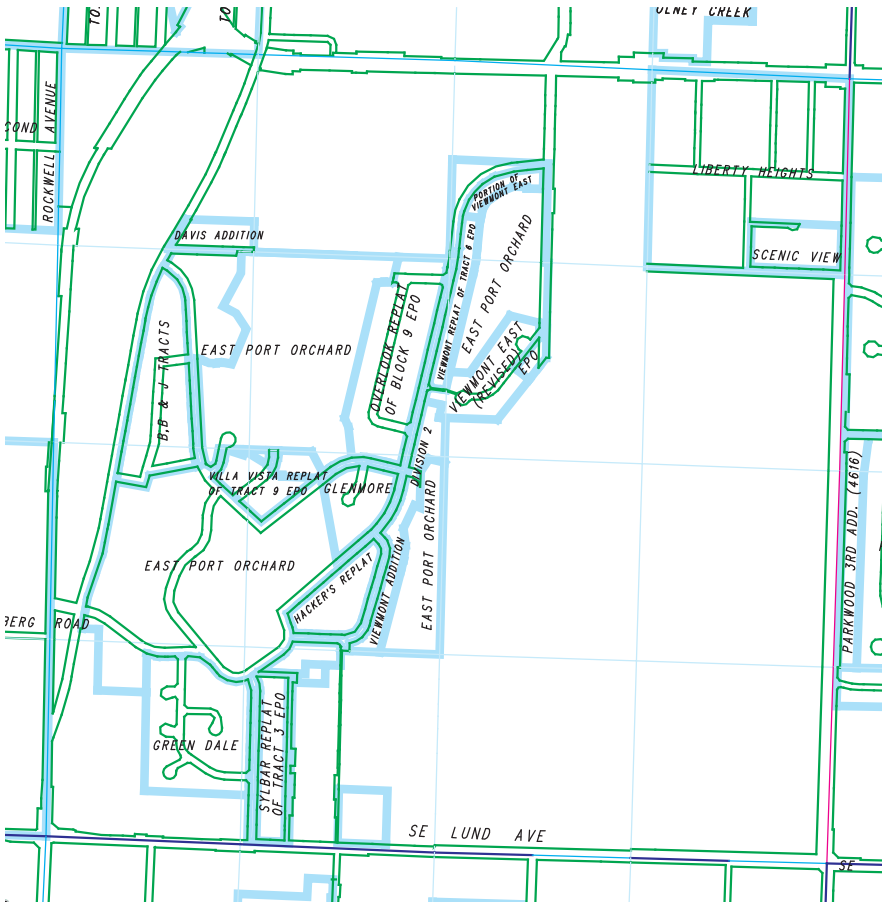 OLNEY CREEK
TO.
TO
ROCKWELL AVENUE
COND
LIBERTY HEIGHTS
PORTION OF
VIEWMONT EAST
DAVIS ADDITION
SCENIC VIEW
VIEWMONT REPLAT OF TRACT 6 EPO
EAST PORT ORCHARD
B,B & J TRACTS
EAST PORT ORCHARD
OVERLOOK REPLAT
OF BLOCK 9 EPO
VIEWMONT EAST
(REVISED)
EPO
DIVISION 2
VILLA VISTA REPLAT
OF TRACT 9 EPO
GLENMORE
EAST PORT ORCHARD
PARKWOOD 3RD ADD. (4616)
EAST PORT ORCHARD
HACKER'S REPLAT
VIEWMONT ADDITION
BERG ROAD
SYLBAR REPLAT
OF TRACT 3 EPO
GREEN DALE
SE LUND AVE
SE